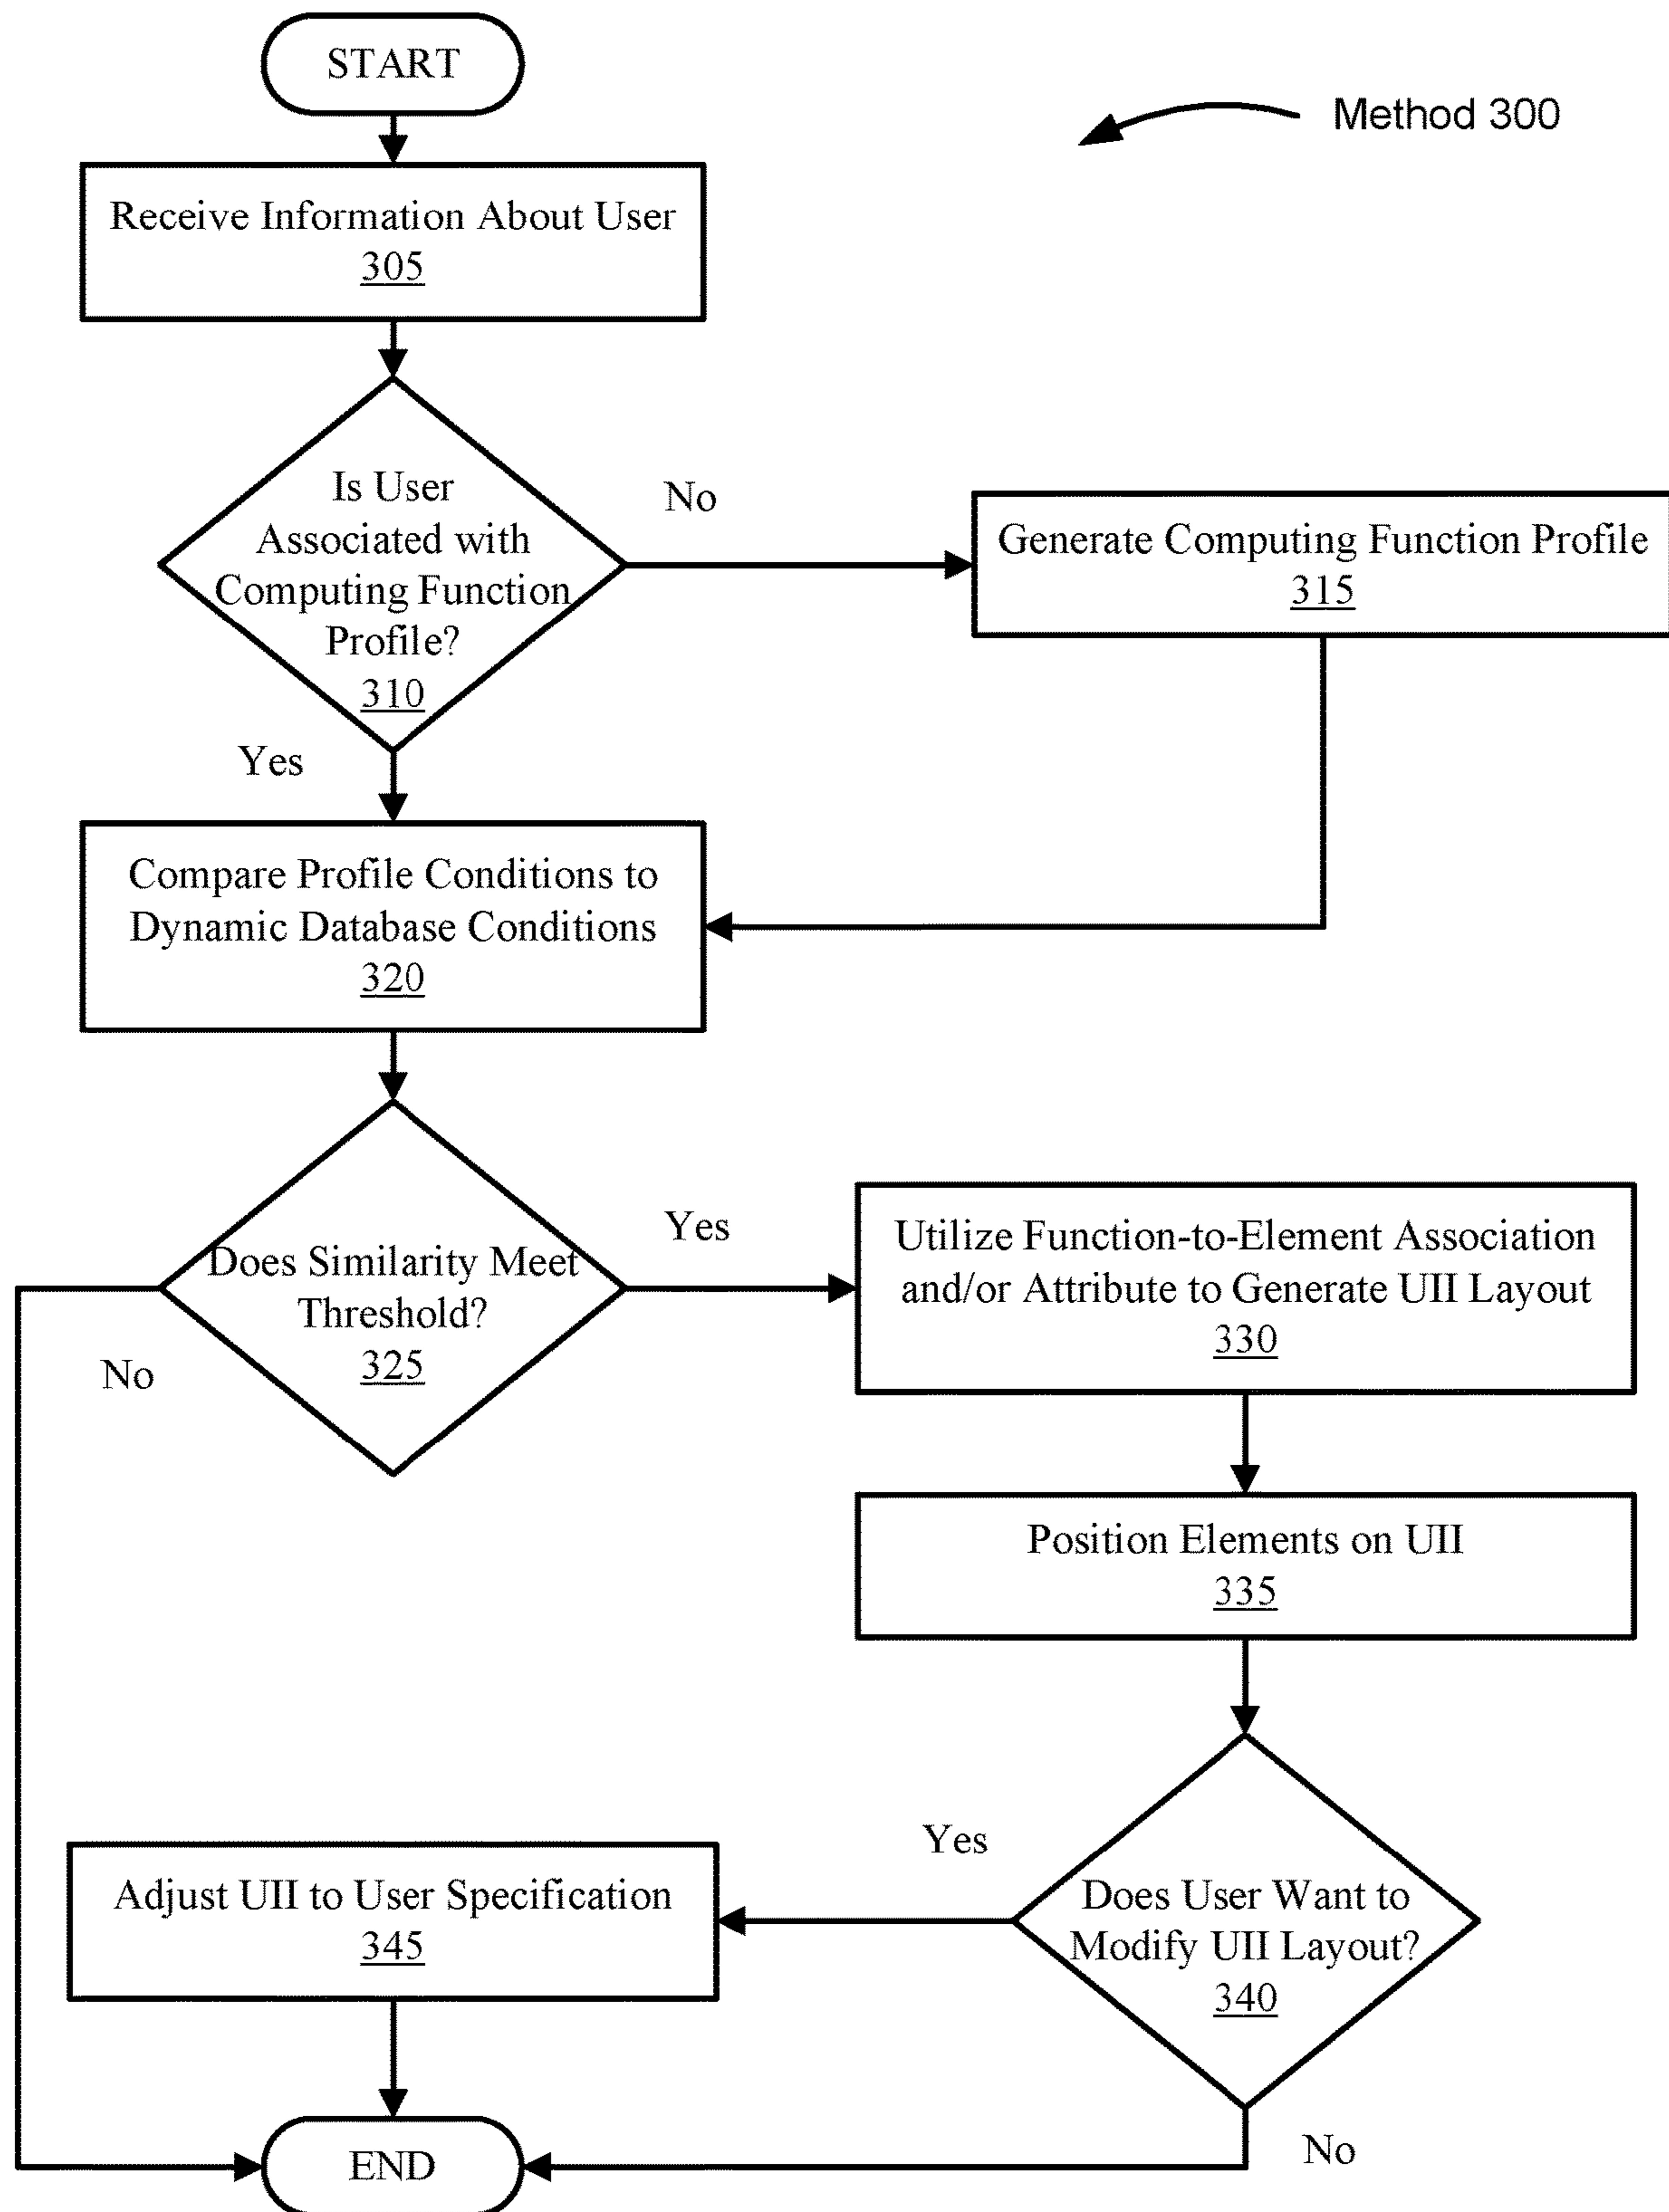 START
Method 300
Receive Information About User
305
Is User
Associated with
Computing Function
Profile?
310
No
Generate Computing Function Profile
315
Yes
Compare Profile Conditions to
Dynamic Database Conditions
320
Does Similarity Meet
Threshold?
325
Yes
No
Utilize Function-to-Element Association
and/or Attribute to Generate UII Layout
330
Position Elements on UII
335
Does User Want to
Modify UII Layout?
340
Yes
Adjust UII to User Specification
345
No
END